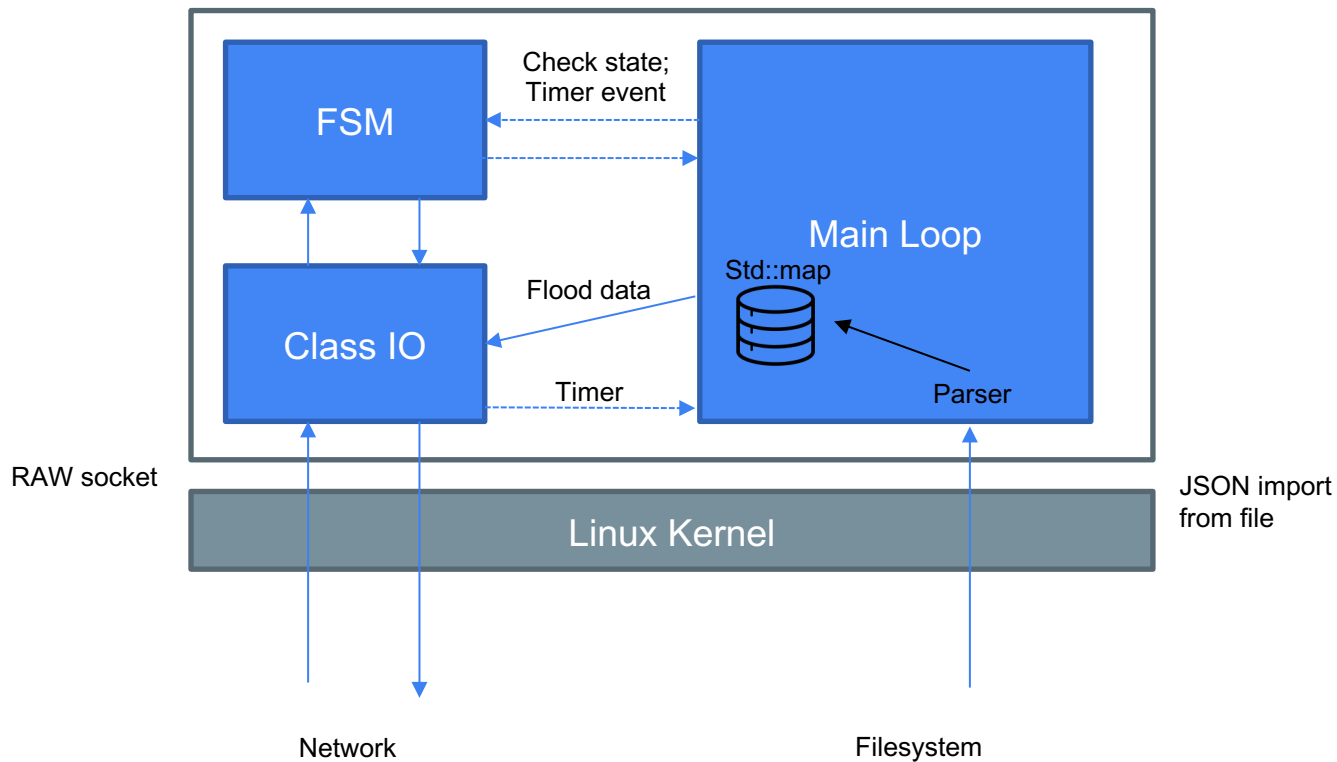 Check state;
Timer event
FSM
Main Loop
Std::map
Flood data
Class IO
Timer
Parser
RAW socket
JSON import
from file
Linux Kernel
Network
Filesystem